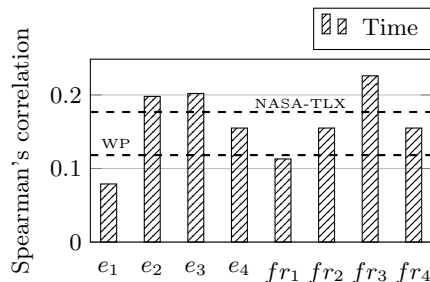 Time
Spearman's correlation
0.2
0.1
0
NASA-TLX
WP
e1 e2 e3 e4 fr1 fr2 fr3 fr4